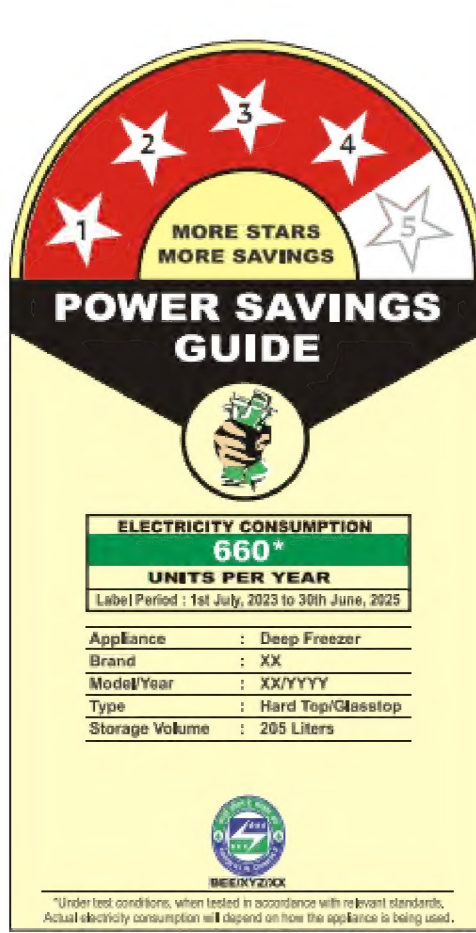 1
2
3
4
5
MORE STARS
MORE SAVINGS
POWER SAVINGS
GUIDE
ELECTRICITY CONSUMPTION
660*
UNITS PER YEAR
Label Period : 1st July, 2023 to 30th June, 2025
Appliance : Deep Freezer
Brand : XX
Model/Year : XX/YYYY
Type : Hard Top/Glasstop
Storage Volume : 205 Liters
BEE/XYZ/XX
*Under test conditions, when tested in accordance with relevant standards,
Actual electricity consumption will depend on how the appliance is being used.